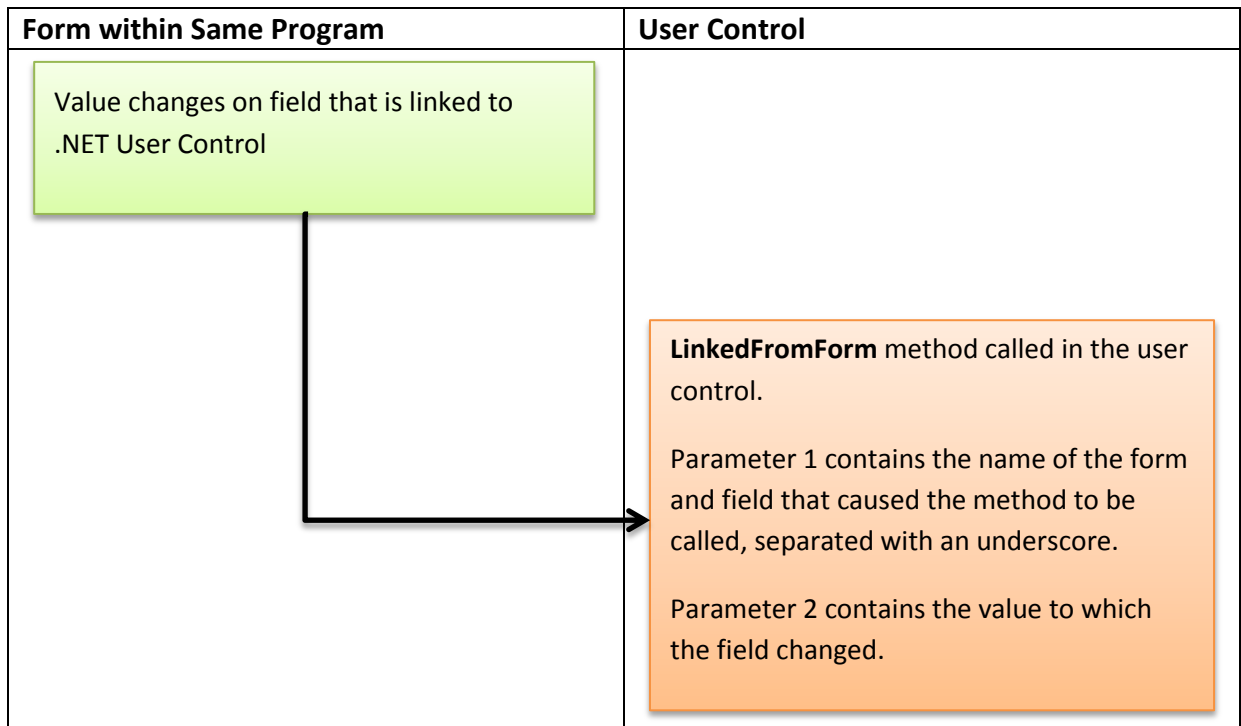 Form within Same Program
User Control
Value changes on field that is linked to
.NET User Control
LinkedFromForm method called in the user
control.
Parameter 1 contains the name of the form
and field that caused the method to be
called, separated with an underscore.
Parameter 2 contains the value to which
the field changed.